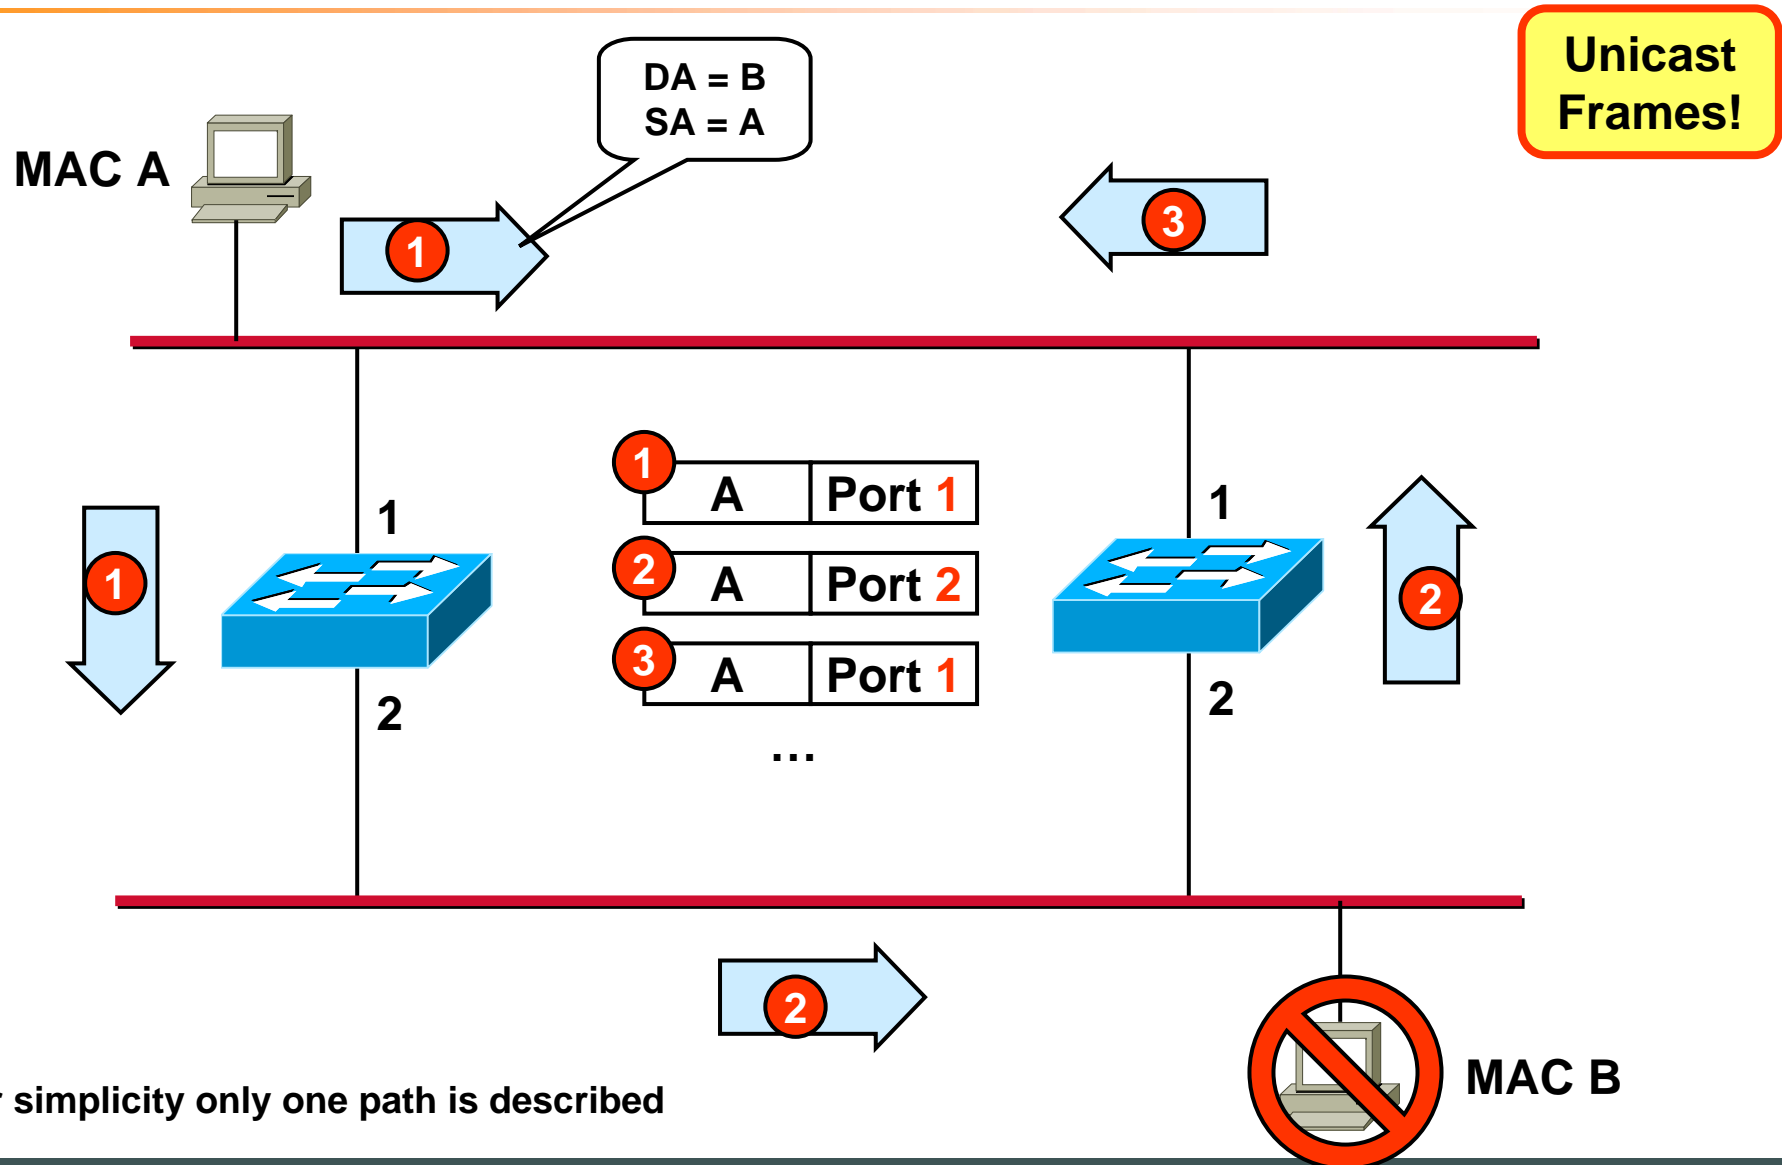 Unicast
Frames!
DA = B
SA = A
MAC A
1
3
1
A Port 1
1
1
2
A Port 2
1
2
3
A Port 1
2
2
...
2
r simplicity only one path is described
MAC B